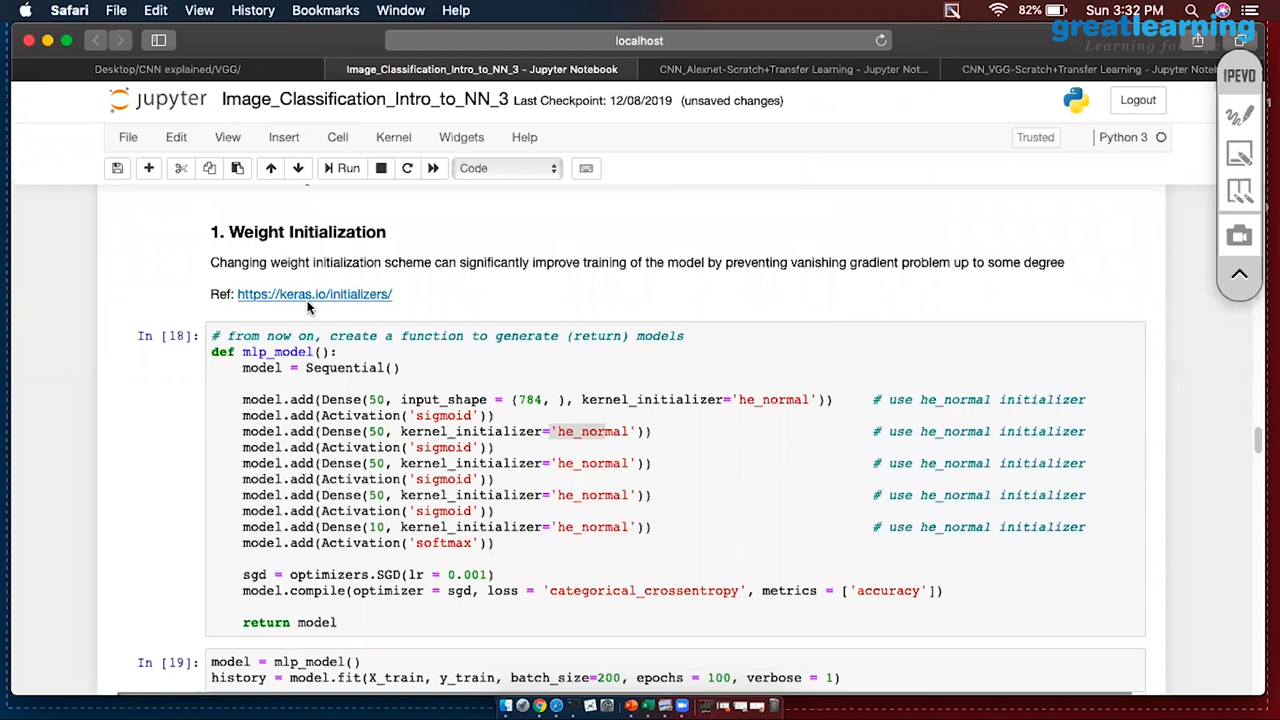 Safari File Edit View History Bookmarks Window Help 82% Sun 3:32 PM
greatlearning
Learning for
localhost
Desktop/CNN explained/VGG/ Image_Classification_Intro_to_NN_3 - Jupyter Notebook CNN_Alexnet-Scratch+Transfer Learning - Jupyter Not... CNN_VGG-Scratch+Transfer Learning - Jupyter Noteb
IPEVO
jupyter Image_Classification_Intro_to_NN_3 Last Checkpoint: 12/08/2019 (unsaved changes) Logout
File Edit View Insert Cell Kernel Widgets Help Trusted Python 3
Run Code
1. Weight Initialization
Changing weight initialization scheme can significantly improve training of the model by preventing vanishing gradient problem up to some degree
Ref: https://keras.io/initializers/
In [18]: # from now on, create a function to generate (return) models
def mlp_model():
model = Sequential()
model.add(Dense(50, input_shape = (784, ), kernel_initializer='he_normal')) # use he_normal initializer
model.add(Activation('sigmoid'))
model.add(Dense(50, kernel_initializer='he_normal')) # use he_normal initializer
model.add(Activation('sigmoid'))
model.add(Dense(50, kernel_initializer='he_normal')) # use he_normal initializer
model.add(Activation('sigmoid'))
model.add(Dense(50, kernel_initializer='he_normal')) # use he_normal initializer
model.add(Activation('sigmoid'))
model.add(Dense(10, kernel_initializer='he_normal')) # use he_normal initializer
model.add(Activation('softmax'))
sgd = optimizers.SGD(lr = 0.001)
model.compile(optimizer = sgd, loss = 'categorical_crossentropy', metrics = ['accuracy'])
return model
In [19]: model = mlp_model()
history = model.fit(X_train, y_train, batch_size=200, epochs = 100, verbose = 1)